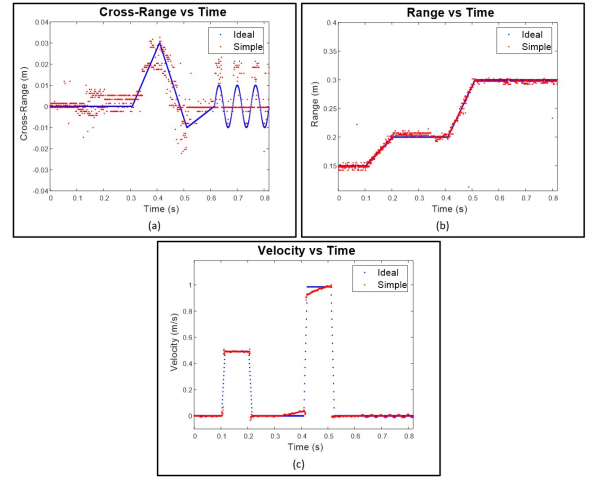 Cross-Range vs Time
Ideal
Simple
0.04
0.03
0.02
0.01
0
-0.01
-0.02
-0.03
0.04
Cross-Range (m)
0 0.1 0.2 0.3 0.4 0.5 0.6 0.7 0.8
Time (s)
(a)
Range vs Time
Ideal
Simple
0.4
0.35
0.3
0.25
0.2
0.15
Range (m)
0 0.1 0.2 0.3 0.4 0.5 0.6 0.7 0.8
Time (s)
(b)
Velocity vs Time
Ideal
Simple
1
0.8
0.6
0.4
0.2
0
Velocity (m/s)
0 0.1 0.2 0.3 0.4 0.5 0.6 0.7 0.8
Time (s)
(c)